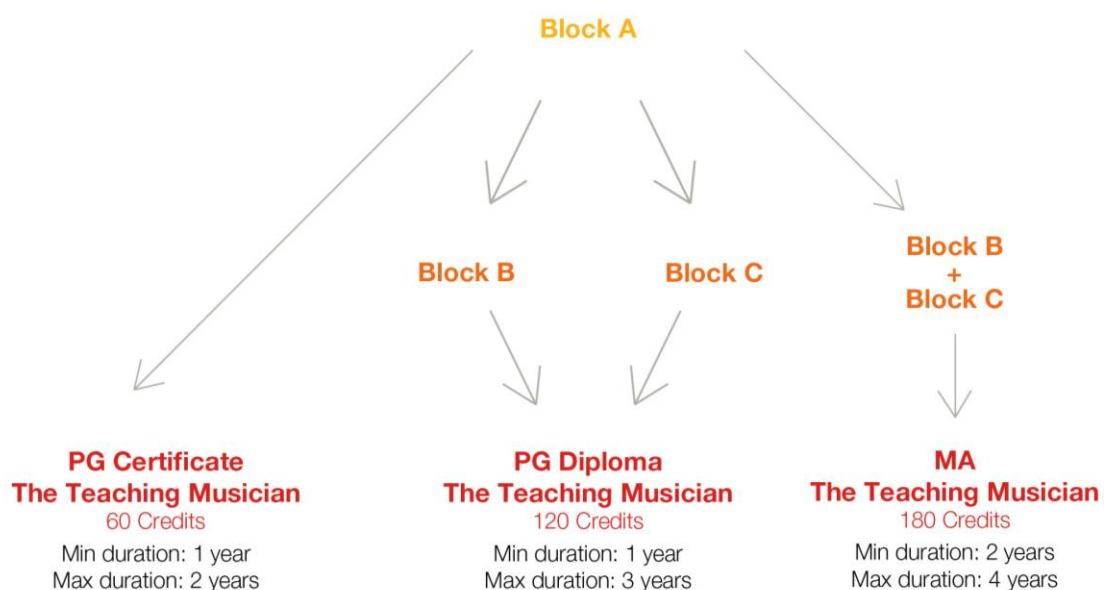 Block A
Block B
Block C
Block B
+
Block C
PG Certificate
The Teaching Musician
60 Credits
Min duration: 1 year
Max duration: 2 years
PG Diploma
The Teaching Musician
120 Credits
Min duration: 1 year
Max duration: 3 years
MA
The Teaching Musician
180 Credits
Min duration: 2 years
Max duration: 4 years